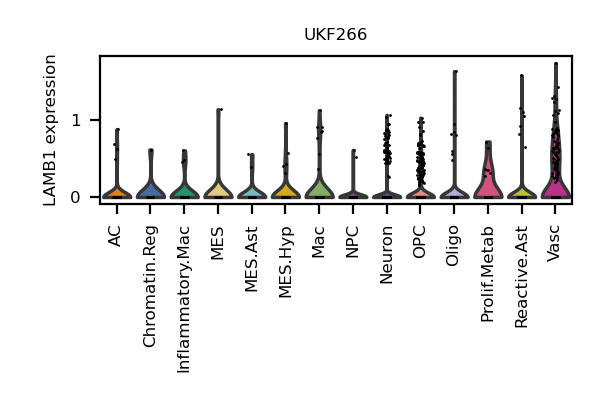 UKF266
LAMB1 expression
1
0
AC
Chromatin.Reg
Inflammatory.Mac
MES
MES.Ast
MES.Hyp
Mac
NPC
Neuron
OPC
Oligo
Prolif.Metab
Reactive.Ast
Vasc